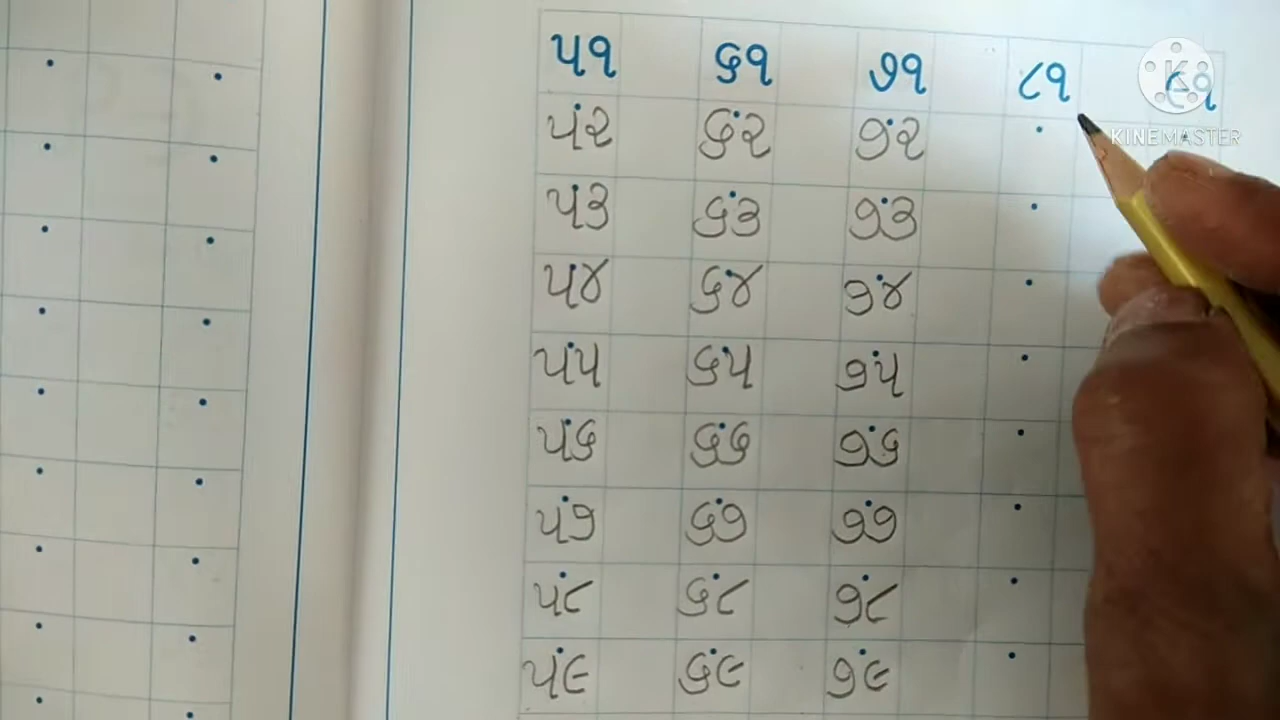 ૫૧ ૬૧ ૭૧ ૮૧ ૯૧
KINEMASTER
૫૨ ૬૨ ૭૨
૫૩ ૬૩ ૭૩
૫૪ ૬૪ ૭૪
૫૫ ૬૫ ૭૫
૫૬ ૬૬ ૭૬
૫૭ ૬૭ ૭૭
૫૮ ૬૮ ૭૮
૫૯ ૬૯ ૭૯